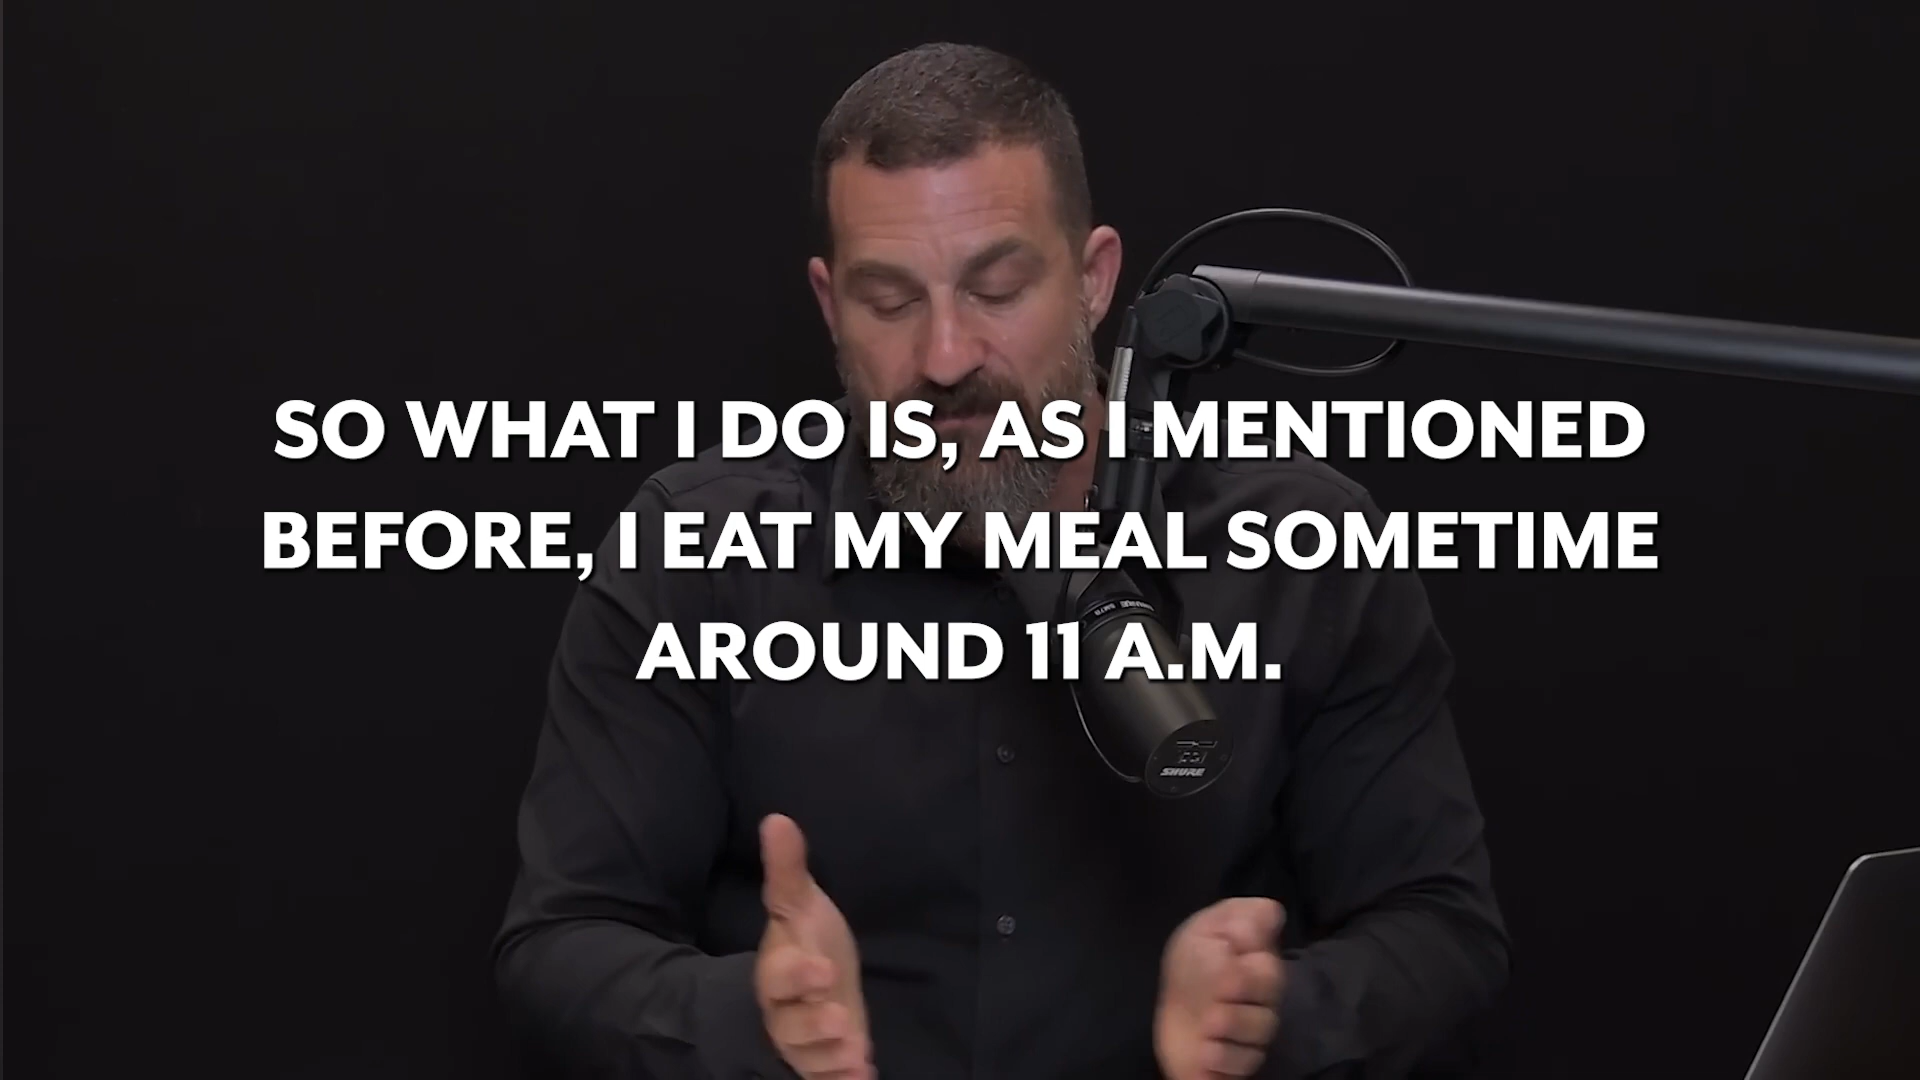 SO WHAT I DO IS, AS I MENTIONED
BEFORE, I EAT MY MEAL SOMETIME
AROUND 11 A.M.
SHURE